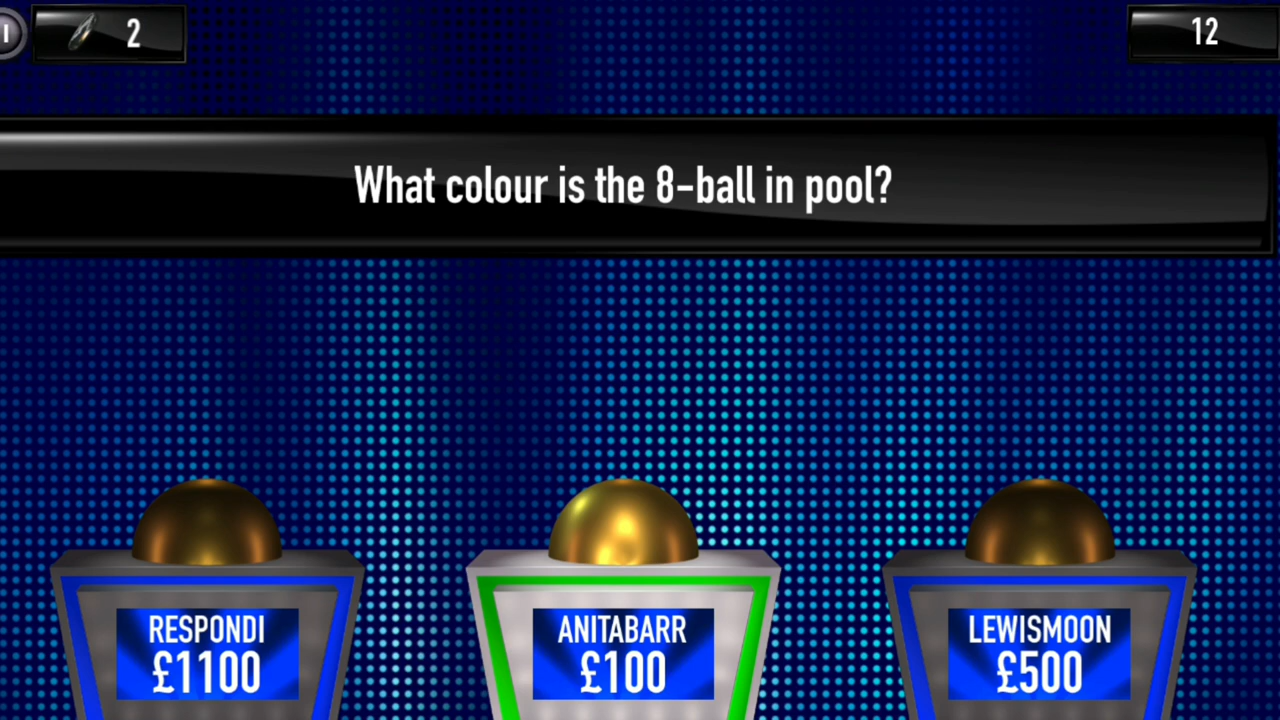 2
12
What colour is the 8-ball in pool?
RESPONDI
£1100
ANITABARR
£100
LEWISMOON
£500